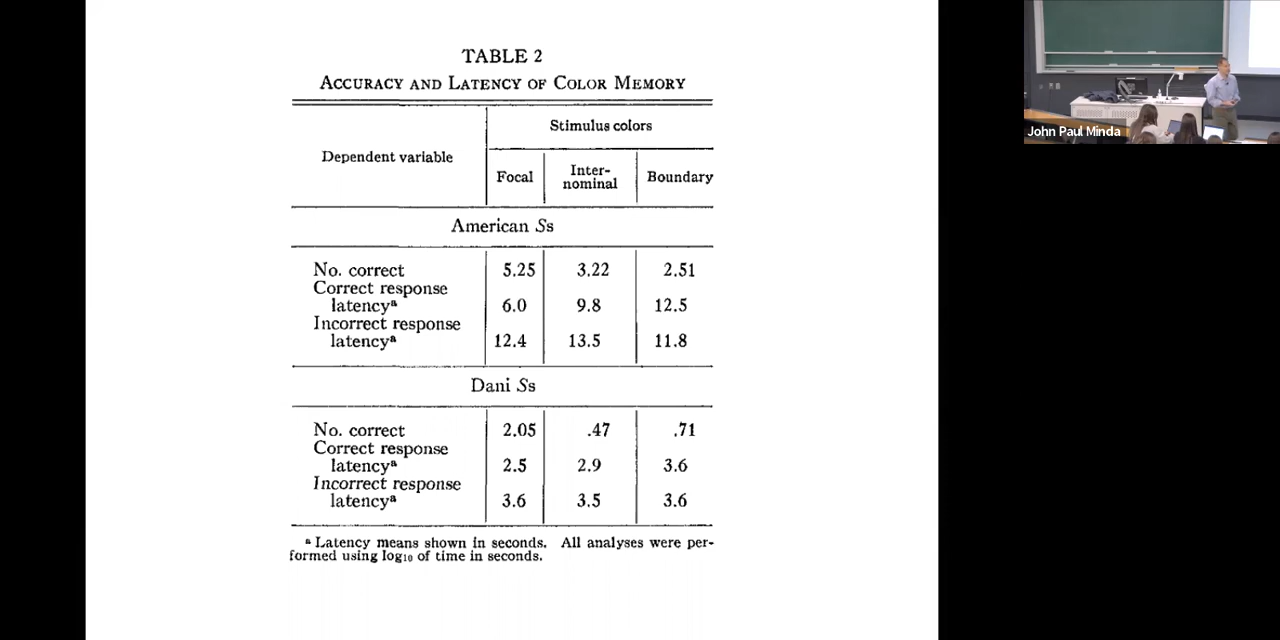 TABLE 2
ACCURACY AND LATENCY OF COLOR MEMORY
Dependent variable
Stimulus colors
Focal
Inter-
nominal
Boundary
American Ss
No. correct 5.25 3.22 2.51
Correct response
latencyᵃ 6.0 9.8 12.5
Incorrect response
latencyᵃ 12.4 13.5 11.8
Dani Ss
No. correct 2.05 .47 .71
Correct response
latencyᵃ 2.5 2.9 3.6
Incorrect response
latencyᵃ 3.6 3.5 3.6
ᵃ Latency means shown in seconds. All analyses were per-
formed using log₁₀ of time in seconds.
John Paul Minda